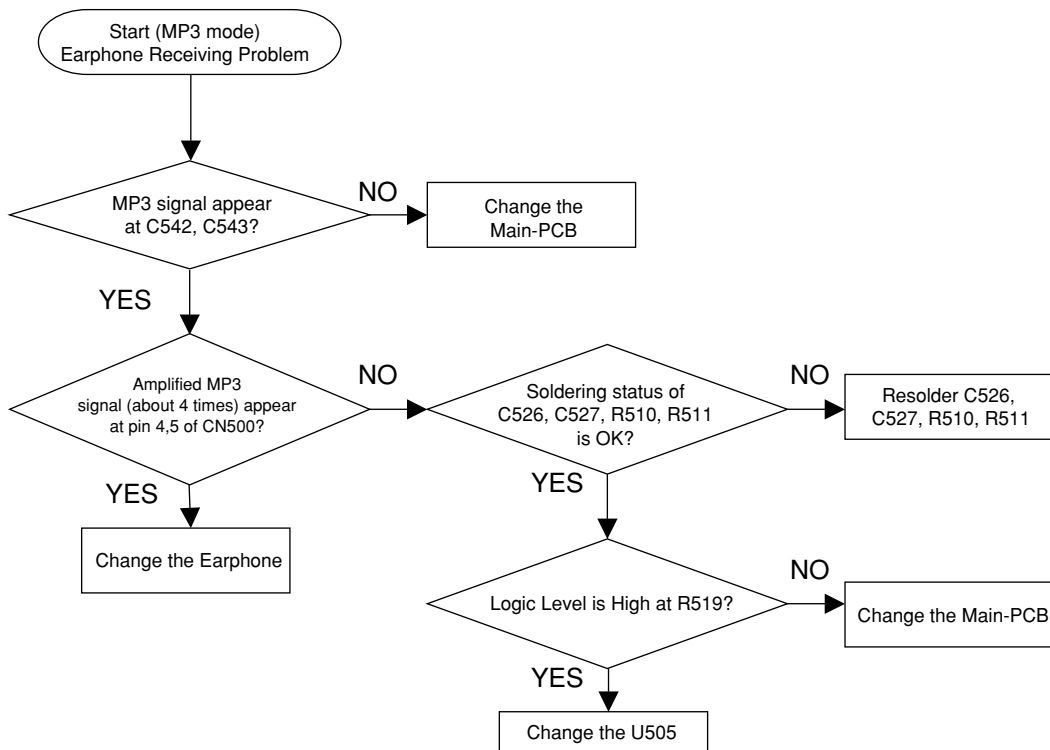 Start (MP3 mode)
Earphone Receiving Problem
MP3 signal appear
at C542, C543?
NO
Change the
Main-PCB
YES
Amplified MP3
signal (about 4 times) appear
at pin 4,5 of CN500?
NO
Soldering status of
C526, C527, R510, R511
is OK?
NO
Resolder C526,
C527, R510, R511
YES
Change the Earphone
YES
Logic Level is High at R519?
NO
Change the Main-PCB
YES
Change the U505